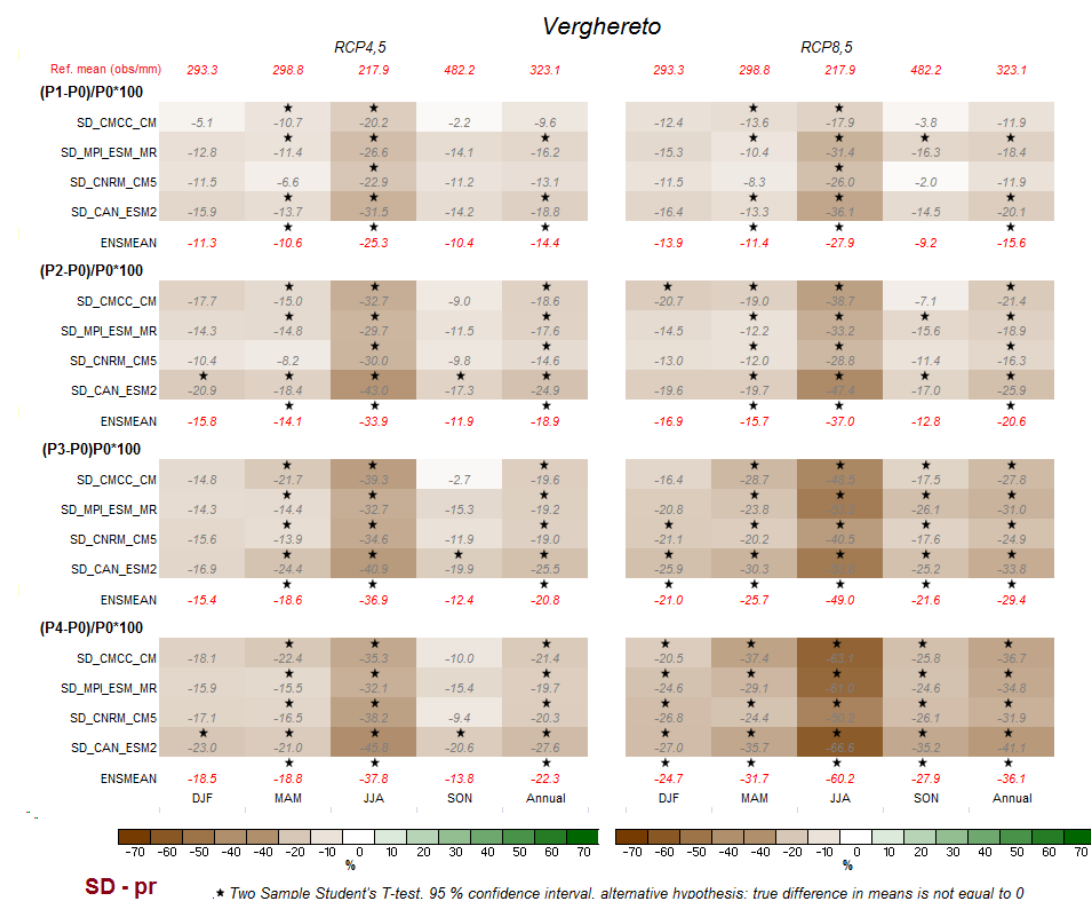 Verghereto
RCP4,5 RCP8,5
Ref. mean (obs/mm) 293.3 298.8 217.9 482.2 323.1 293.3 298.8 217.9 482.2 323.1
(P1-P0)/P0*100
★ ★ ★ ★
SD_CMCC_CM -5.1 -10.7 -20.2 -2.2 -9.6 -12.4 -13.6 -17.9 -3.8 -11.9
★ ★ ★ ★ ★ ★ ★
SD_MPI_ESM_MR -12.8 -11.4 -26.6 -14.1 -16.2 -15.3 -10.4 -31.4 -16.3 -18.4
★ ★
SD_CNRM_CM5 -11.5 -6.6 -22.9 -11.2 -13.1 -11.5 -8.3 -26.0 -2.0 -11.9
★ ★ ★ ★ ★ ★
SD_CAN_ESM2 -15.9 -13.7 -31.5 -14.2 -18.8 -16.4 -13.3 -36.1 -14.5 -20.1
★ ★ ★ ★ ★ ★
ENSMEAN -11.3 -10.6 -25.3 -10.4 -14.4 -13.9 -11.4 -27.9 -9.2 -15.6
(P2-P0)/P0*100
★ ★ ★ ★ ★ ★ ★
SD_CMCC_CM -17.7 -15.0 -32.7 -9.0 -18.6 -20.7 -19.0 -38.7 -7.1 -21.4
★ ★ ★ ★ ★ ★ ★
SD_MPI_ESM_MR -14.3 -14.8 -29.7 -11.5 -17.6 -14.5 -12.2 -33.2 -15.6 -18.9
★ ★ ★ ★ ★
SD_CNRM_CM5 -10.4 -8.2 -30.0 -9.8 -14.6 -13.0 -12.0 -28.8 -11.4 -16.3
★ ★ ★ ★ ★ ★ ★ ★ ★
SD_CAN_ESM2 -20.9 -18.4 -43.0 -17.3 -24.9 -19.6 -19.7 -47.4 -17.0 -25.9
★ ★ ★ ★ ★ ★
ENSMEAN -15.8 -14.1 -33.9 -11.9 -18.9 -16.9 -15.7 -37.0 -12.8 -20.6
(P3-P0)P0*100
★ ★ ★ ★ ★ ★ ★
SD_CMCC_CM -14.8 -21.7 -39.3 -2.7 -19.6 -16.4 -28.7 -48.5 -17.5 -27.8
★ ★ ★ ★ ★ ★ ★
SD_MPI_ESM_MR -14.3 -14.4 -32.7 -15.3 -19.2 -20.8 -23.8 -26.1 -31.0
★ ★ ★ ★ ★ ★ ★ ★
SD_CNRM_CM5 -15.6 -13.9 -34.6 -11.9 -19.0 -21.1 -20.2 -40.5 -17.6 -24.9
★ ★ ★ ★ ★ ★ ★ ★ ★
SD_CAN_ESM2 -16.9 -24.4 -40.9 -19.9 -25.5 -25.9 -30.3 -25.2 -33.8
★ ★ ★ ★ ★ ★ ★ ★
ENSMEAN -15.4 -18.6 -36.9 -12.4 -20.8 -21.0 -25.7 -49.0 -21.6 -29.4
(P4-P0)/P0*100
★ ★ ★ ★ ★ ★ ★ ★
SD_CMCC_CM -18.1 -22.4 -35.3 -10.0 -21.4 -20.5 -37.4 -63.1 -25.8 -36.7
★ ★ ★ ★ ★ ★ ★ ★
SD_MPI_ESM_MR -15.9 -15.5 -32.1 -15.4 -19.7 -24.6 -29.1 -61.0 -24.6 -34.8
★ ★ ★ ★ ★ ★ ★ ★
SD_CNRM_CM5 -17.1 -16.5 -38.2 -9.4 -20.3 -26.8 -24.4 -50.2 -26.1 -31.9
★ ★ ★ ★ ★ ★ ★ ★ ★ ★
SD_CAN_ESM2 -23.0 -21.0 -45.8 -20.6 -27.6 -27.0 -35.7 -66.6 -35.2 -41.1
★ ★ ★ ★ ★ ★ ★ ★
ENSMEAN -18.5 -18.8 -37.8 -13.8 -22.3 -24.7 -31.7 -60.2 -27.9 -36.1
DJF MAM JJA SON Annual DJF MAM JJA SON Annual
-70 -60 -50 -40 -40 -20 -10 0 10 20 30 40 50 60 70 -70 -60 -50 -40 -40 -20 -10 0 10 20 30 40 50 60 70
% %
SD - pr
★ Two Sample Student's T-test, 95 % confidence interval, alternative hypothesis: true difference in means is not equal to 0